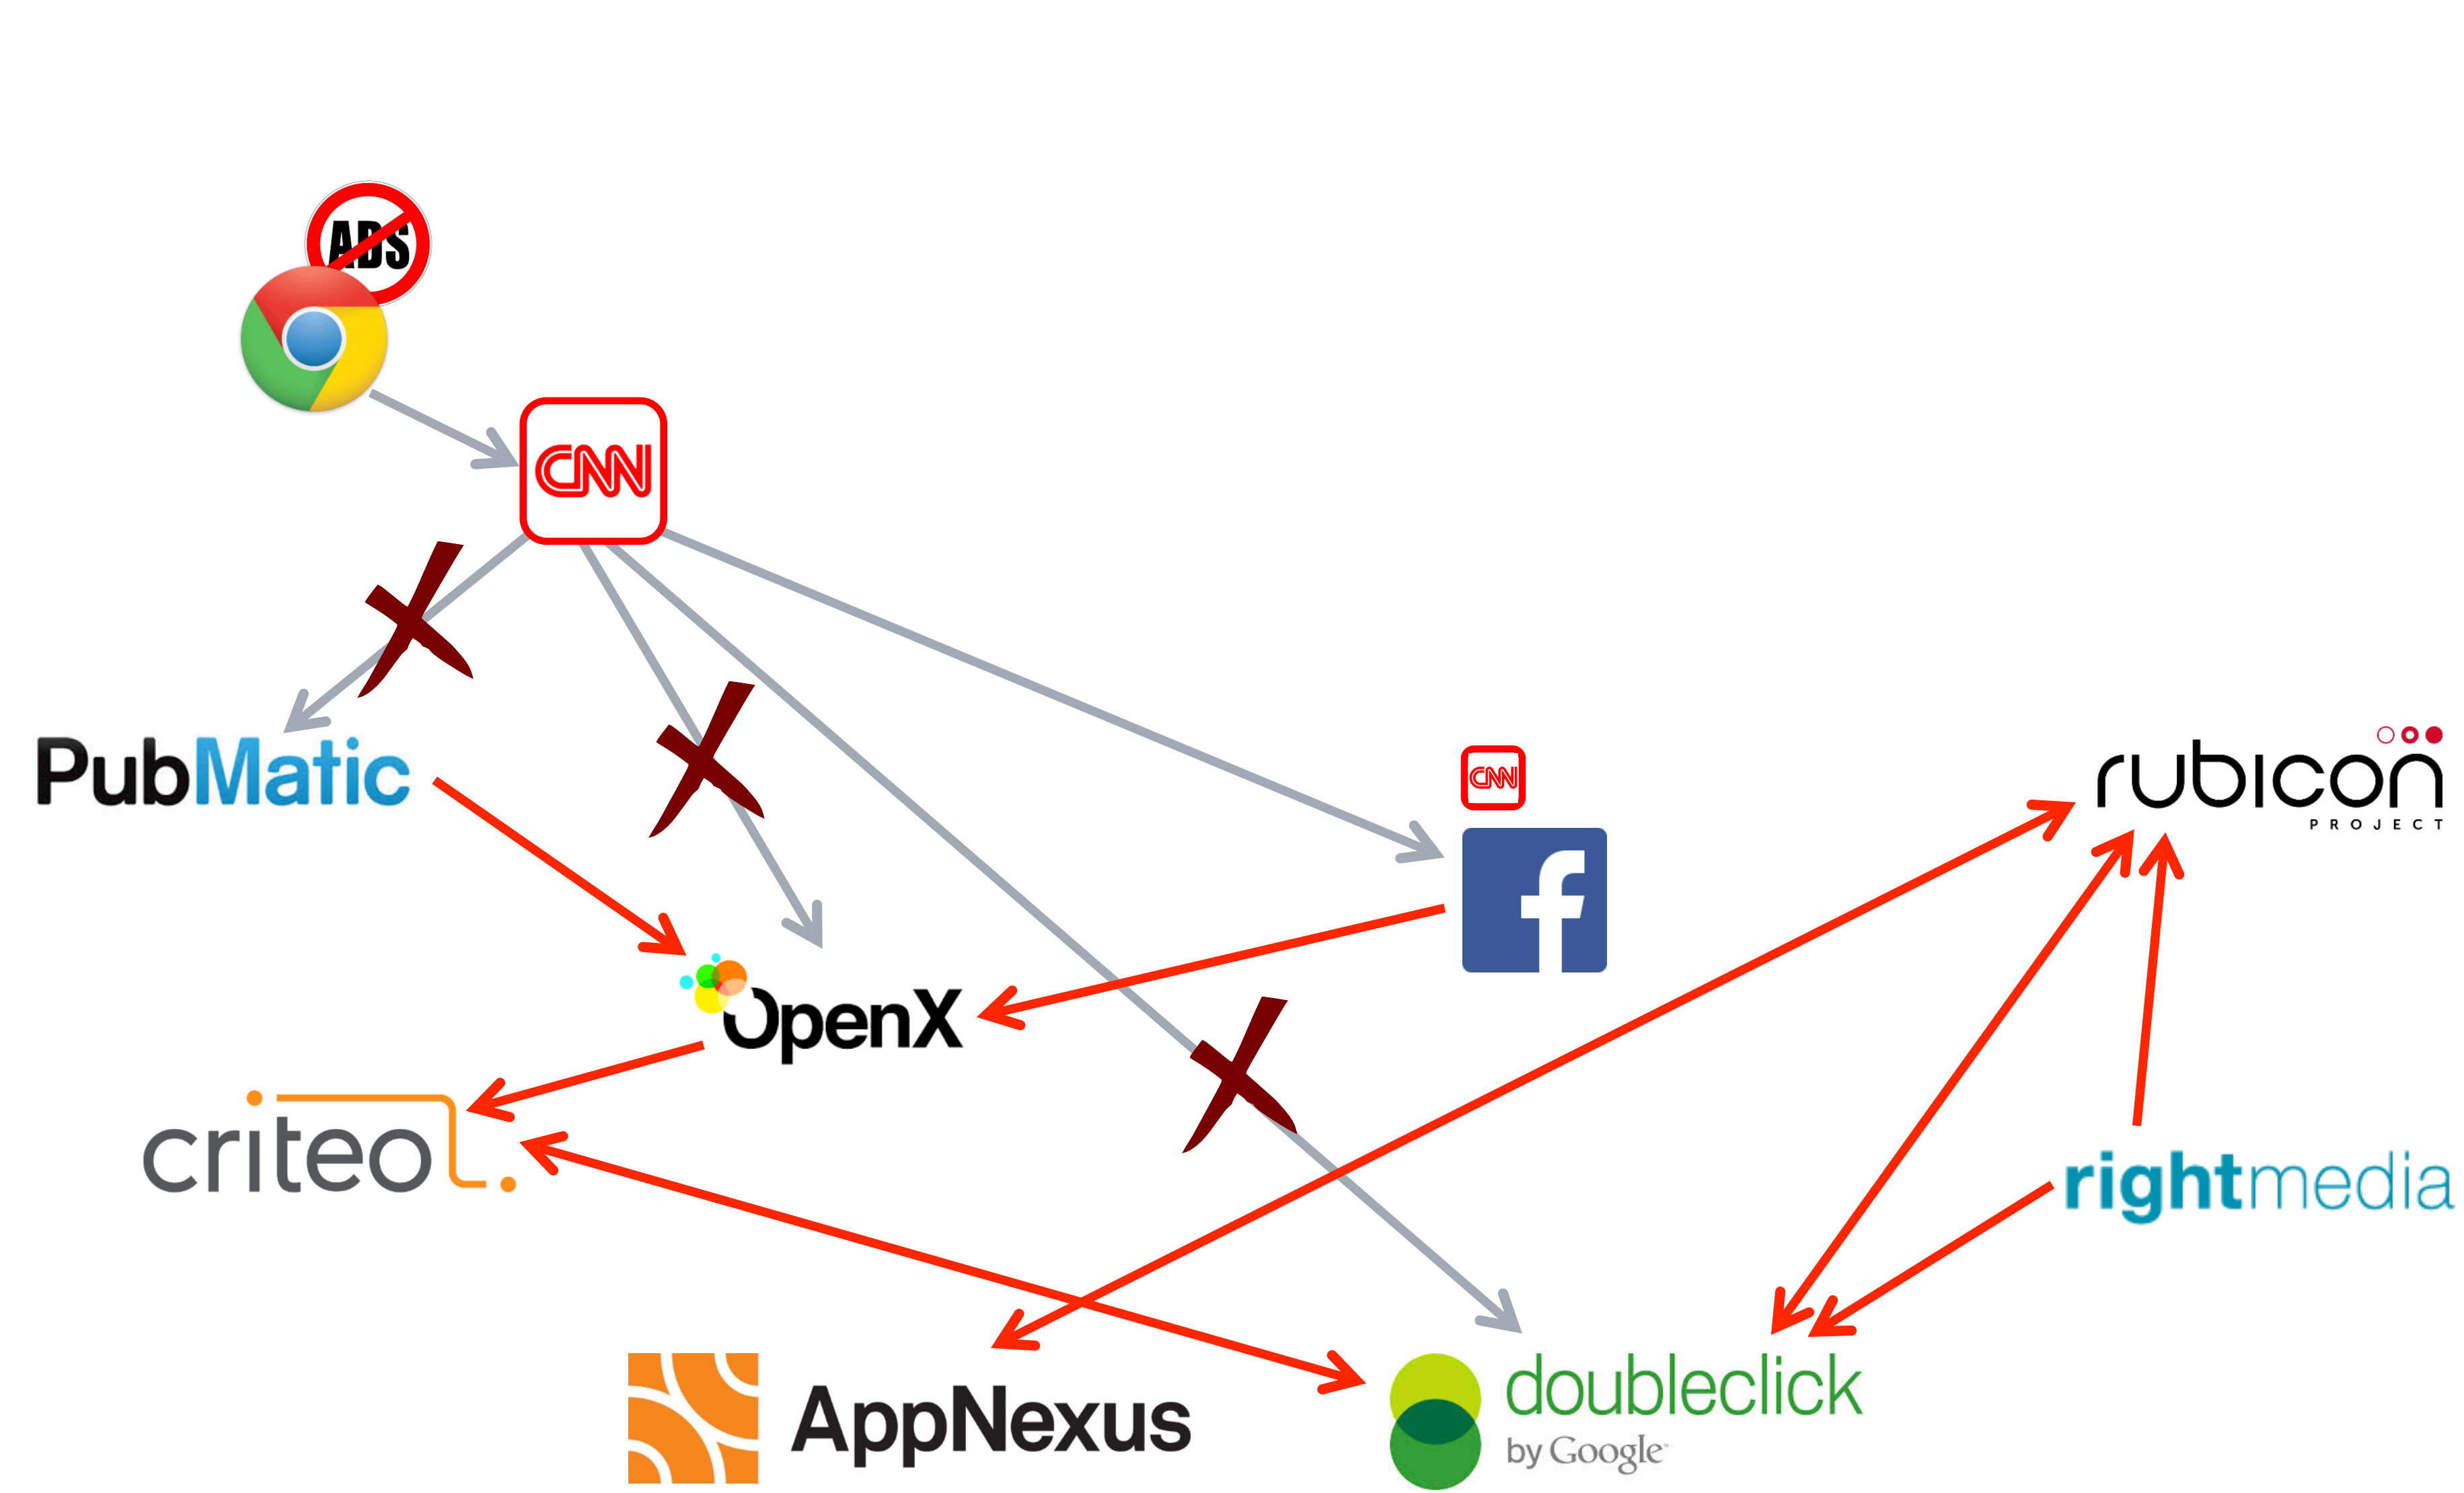 ADS
CNN
PubMatic
CNN
rubicon
PROJECT
f
OpenX
criteo
rightmedia
AppNexus
doubleclick
by Google